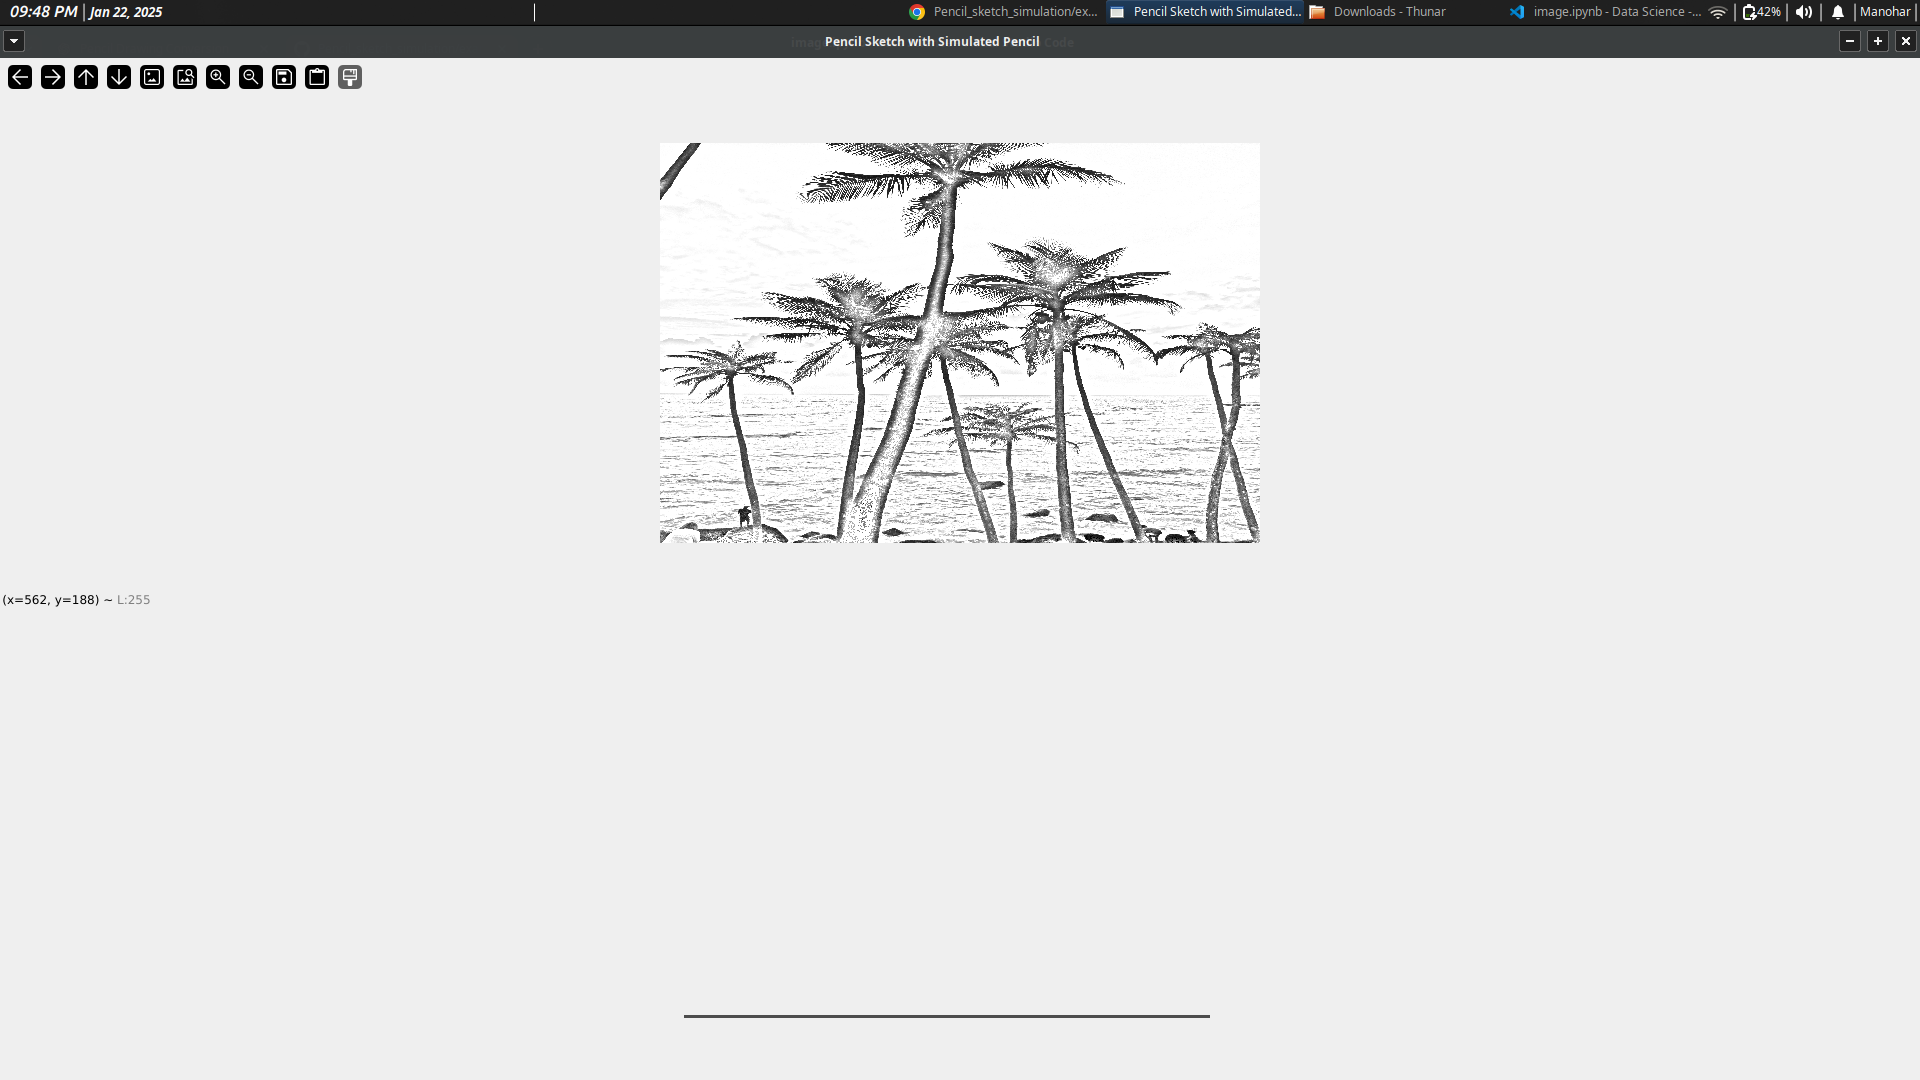 09:48 PM | Jan 22, 2025
Pencil_sketch_simulation/ex...
Pencil Sketch with Simulated...
Downloads - Thunar
image.ipynb - Data Science -...
42%
Manohar
Pencil Sketch with Simulated Pencil
(x=562, y=188) ~ L:255